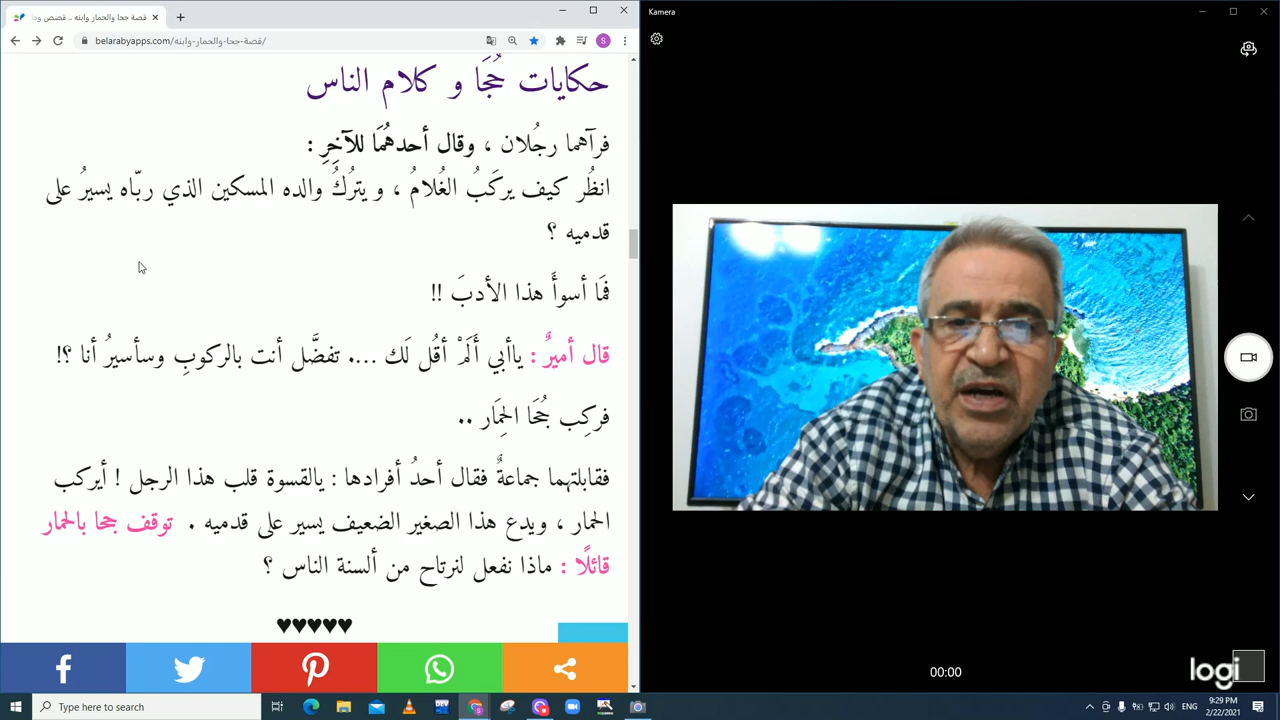 قصة جحا والحمار وابنه .. قصص وحك
belarabyapps.com/قصة-جحا-والحمار-وابنه/
S
حكايات حُجَا و كلام الناس
فرآهما رجُلان ، وقال أحدهُمَا للآخِرِ :
انظُر كيف يركَبُ الغُلامُ ، و يترُكُ والده المسكين الذي ربّاه يسيرُ على
قدميه ؟
فَمَا أسوأَ هذا الأدبَ !!
قال أميرٌ : ياأبي أَلَمْ أقُل لَك .... تفضَّل أنت بالركوبِ وسأسيرُ أنا ؟!
فركِب جُحَا الحِمَار ..
فقابلتهما جماعةٌ فقال أحدُ أفرادها : يالقسوة قلب هذا الرجل ! أيركب
الحمار ، ويدع هذا الصغير الضعيف يسير على قدميه . توقف جحا بالحمار
قائلًا : ماذا نفعل لنرتاح من ألسنة الناس ؟
♥♥♥♥♥
Type here to search
Kamera
00:00
logi
ENG
9:29 PM
2/22/2021